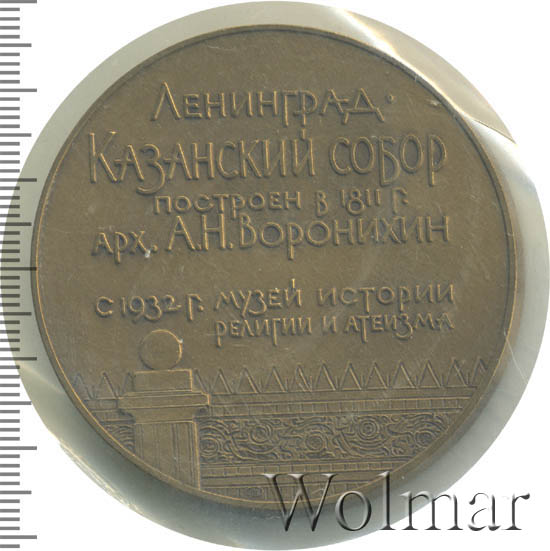 Ленинград·
Казанский собор
построен в 1811 г.
арх. А.Н. Воронихин
с 1932 г. музей истории
религии и атеизма
Wolmar